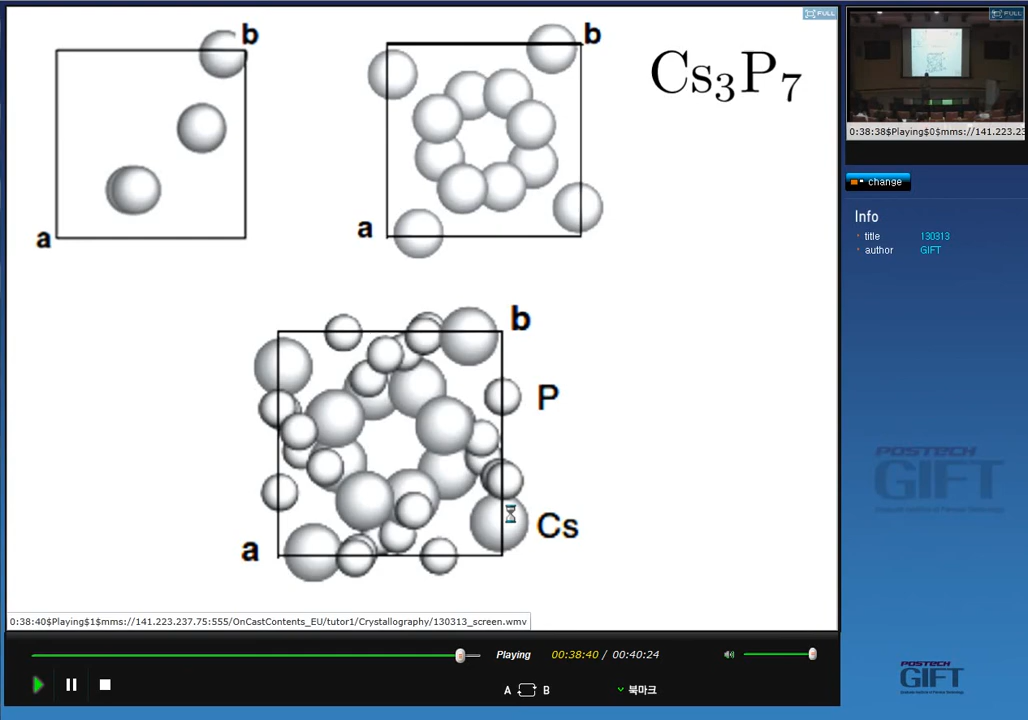 b
a
b
a
Cs3P7
b
P
Cs
a
0:38:40$Playing$1$mms://141.223.237.75:555/OnCastContents_EU/tutor1/Crystallography/130313_screen.wmv
Playing
00:38:40 / 00:40:24
A B
북마크
FULL
FULL
0:38:38$Playing$0$mms://141.223.23
change
Info
title 130313
author GIFT
POSTECH
GIFT
POSTECH
GIFT